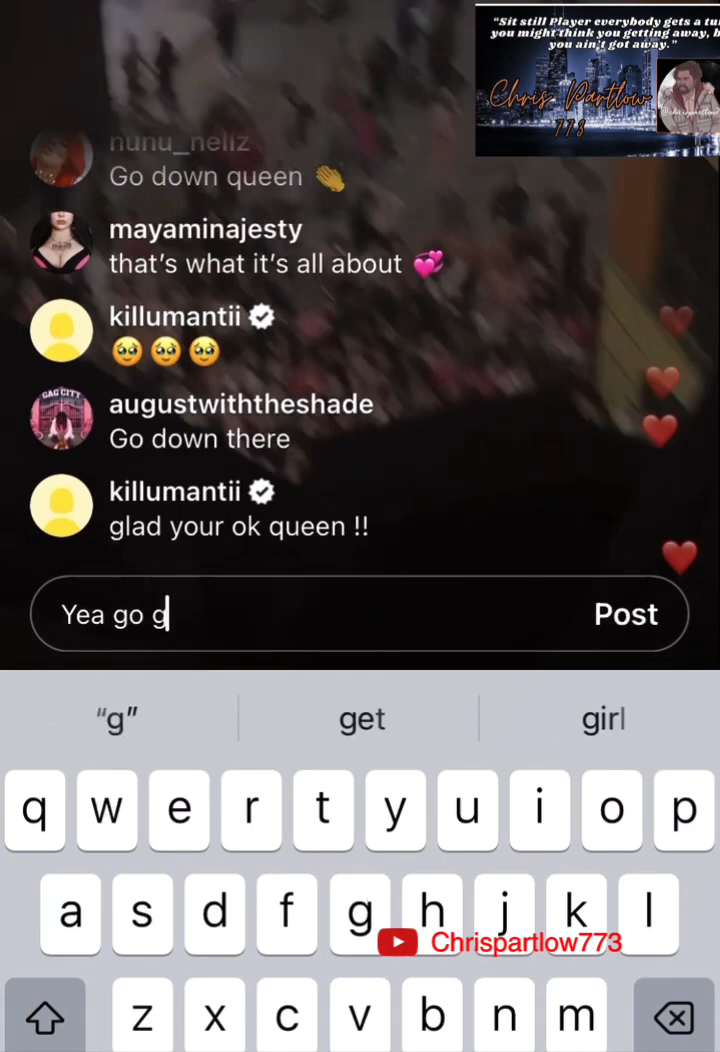 "Sit still Player everybody gets a tu
you might think you getting away, b
you ain't got away."
Chris Partlow
773
nunu_neliz
Go down queen 👏
mayaminajesty
that's what it's all about 💞
killumantii
🥹🥹🥹
GAG CITY
augustwiththeshade
Go down there
killumantii
glad your ok queen !!
Yea go g
Post
"g"
get
girl
q w e r t y u i o p
a s d f g h j k l
Chrispartlow773
z x c v b n m